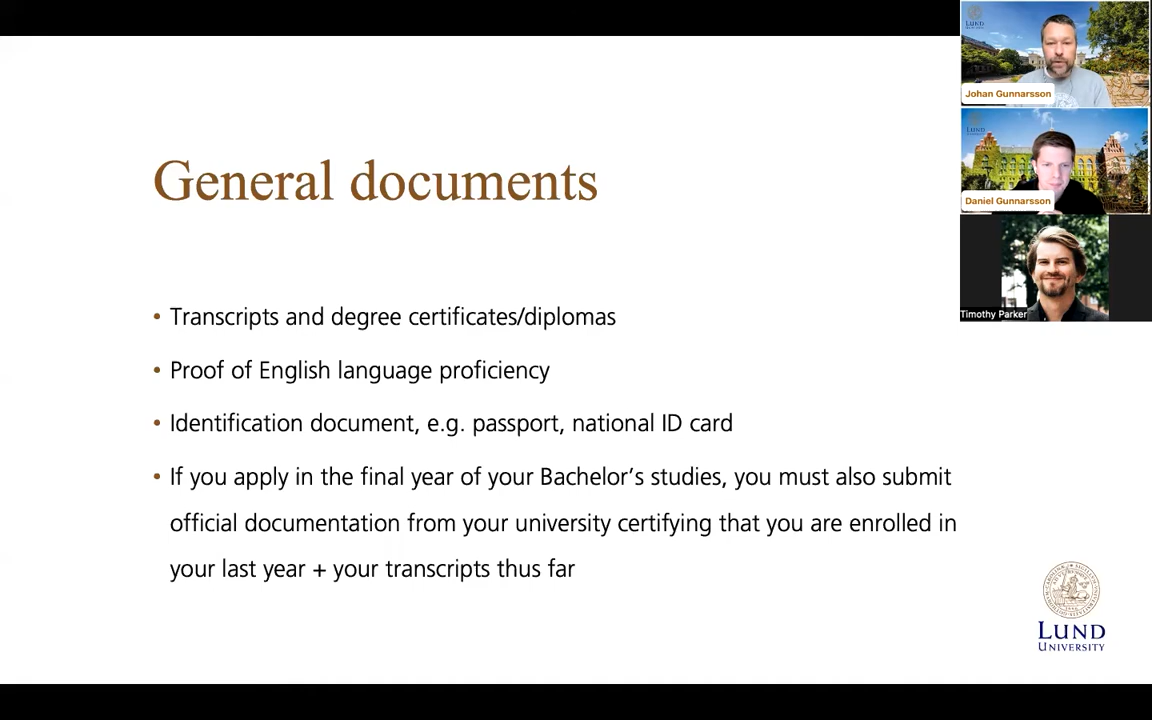 General documents
• Transcripts and degree certificates/diplomas
• Proof of English language proficiency
• Identification document, e.g. passport, national ID card
• If you apply in the final year of your Bachelor’s studies, you must also submit
official documentation from your university certifying that you are enrolled in
your last year + your transcripts thus far
LUND
Johan Gunnarsson
LUND
Daniel Gunnarsson
Timothy Parker
LUND
UNIVERSITY